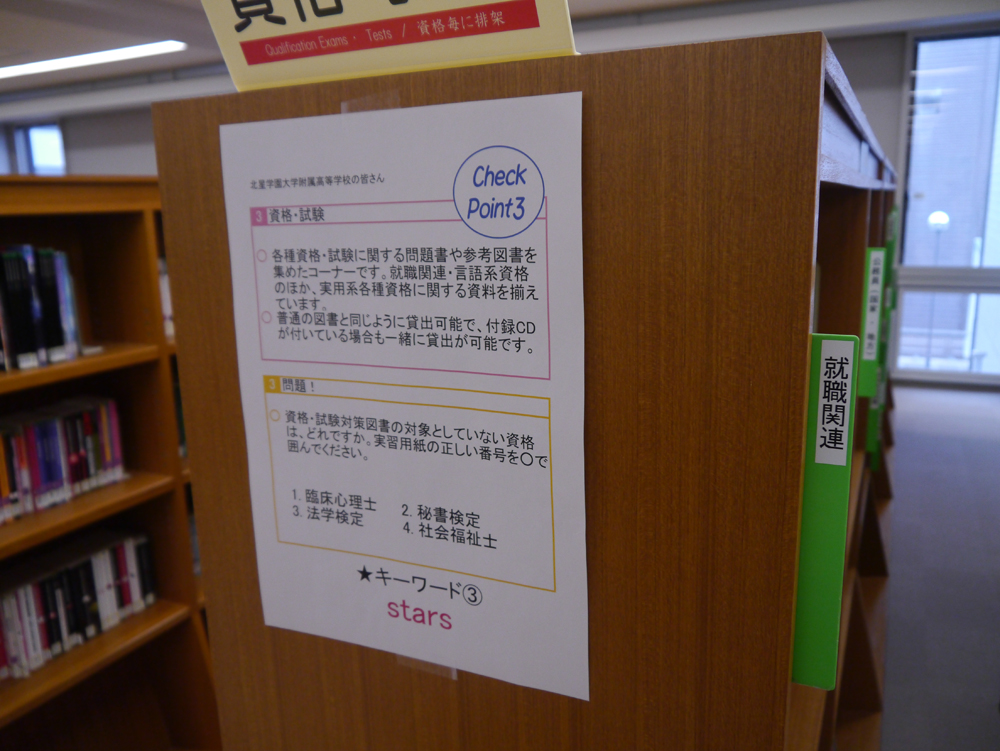 資格
Qualification Exams・ Tests / 資格毎に排架
北星学園大学附属高等学校の皆さん
Check
Point3
3 資格・試験
○ 各種資格・試験に関する問題書や参考図書を
集めたコーナーです。就職関連・言語系資格
のほか、実用系各種資格に関する資料を揃え
ています。
○ 普通の図書と同じように貸出可能で、付録CD
が付いている場合も一緒に貸出が可能です。
3 問題！
○ 資格・試験対策図書の対象としていない資格
は、どれですか。実習用紙の正しい番号を〇で
囲んでください。
1. 臨床心理士 2. 秘書検定
3. 法学検定 4. 社会福祉士
★キーワード③
stars
就職関連
公務員（国家・地方）